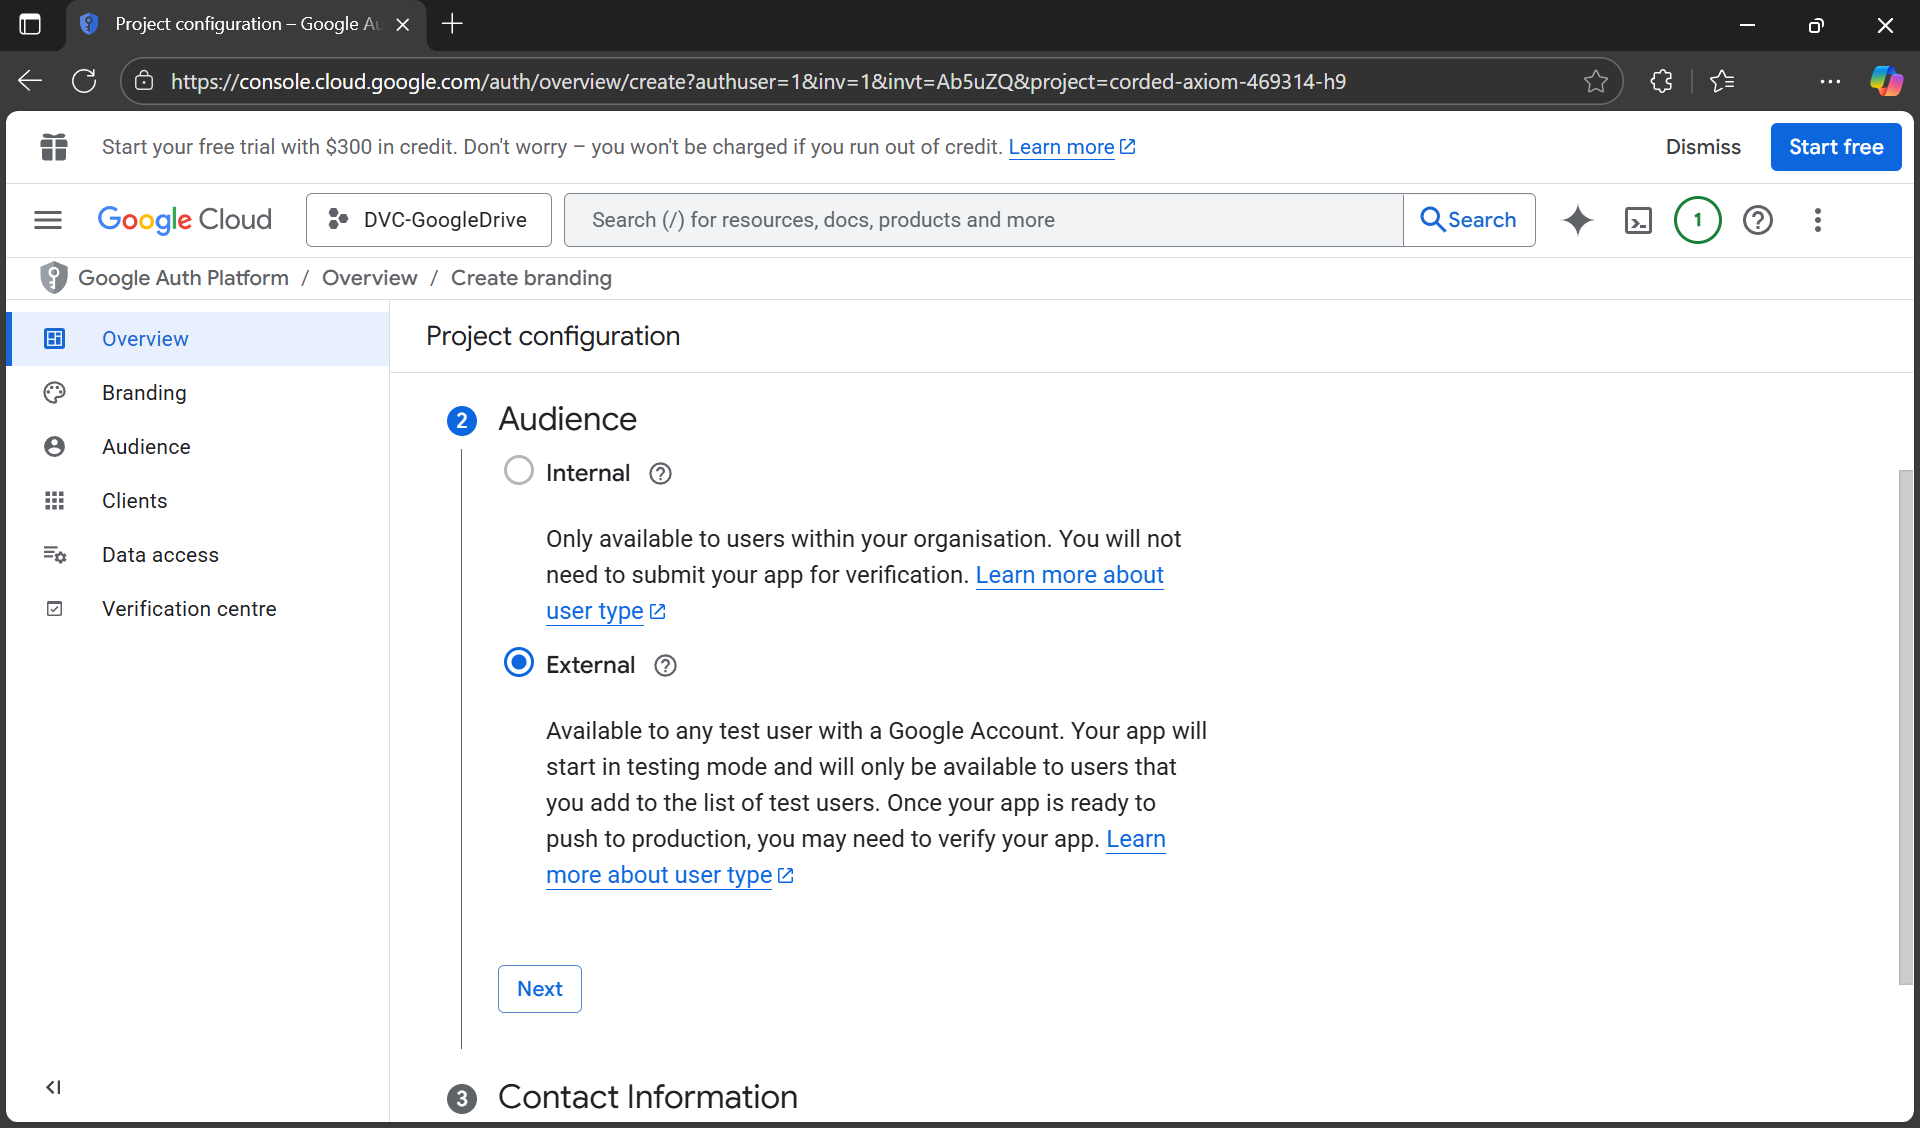 Project configuration – Google Au
https://console.cloud.google.com/auth/overview/create?authuser=1&inv=1&invt=Ab5uZQ&project=corded-axiom-469314-h9
Start your free trial with $300 in credit. Don't worry – you won't be charged if you run out of credit. Learn more
Dismiss
Start free
Google Cloud
DVC-GoogleDrive
Search (/) for resources, docs, products and more
Search
1
Google Auth Platform / Overview / Create branding
Overview
Branding
Audience
Clients
Data access
Verification centre
Project configuration
2 Audience
Internal
Only available to users within your organisation. You will not
need to submit your app for verification. Learn more about
user type
External
Available to any test user with a Google Account. Your app will
start in testing mode and will only be available to users that
you add to the list of test users. Once your app is ready to
push to production, you may need to verify your app. Learn
more about user type
Next
3 Contact Information